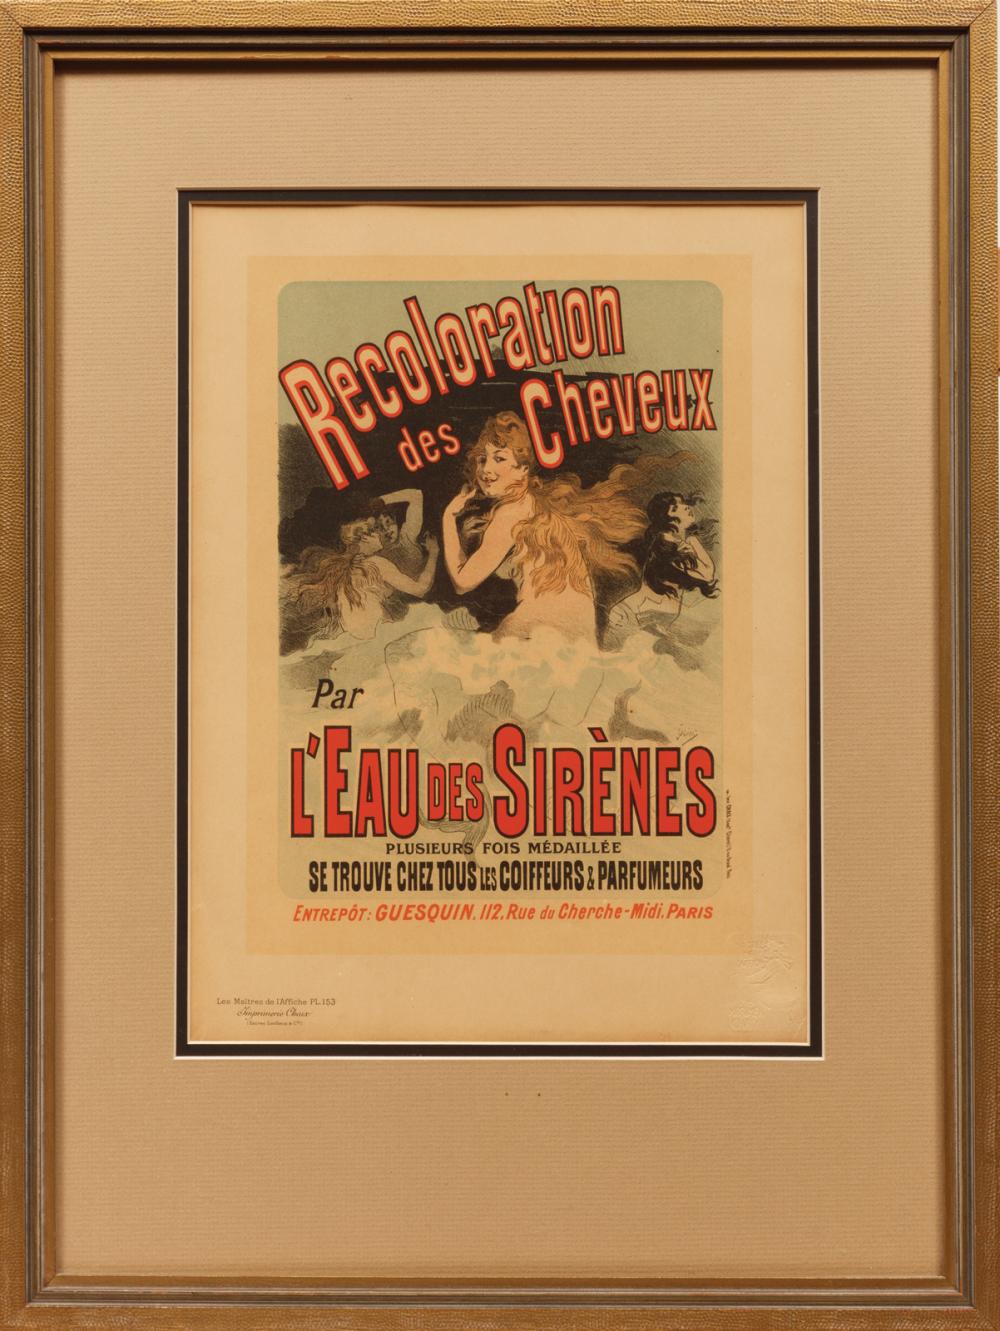 Recoloration
des Cheveux
Par
L'EAU DES SIRÈNES
PLUSIEURS FOIS MÉDAILLÉE
SE TROUVE CHEZ TOUS LES COIFFEURS & PARFUMEURS
ENTREPÔT: GUESQUIN, 112, Rue du Cherche-Midi, PARIS
Les Maîtres de l'Affiche PL.153
Imprimerie Chaix